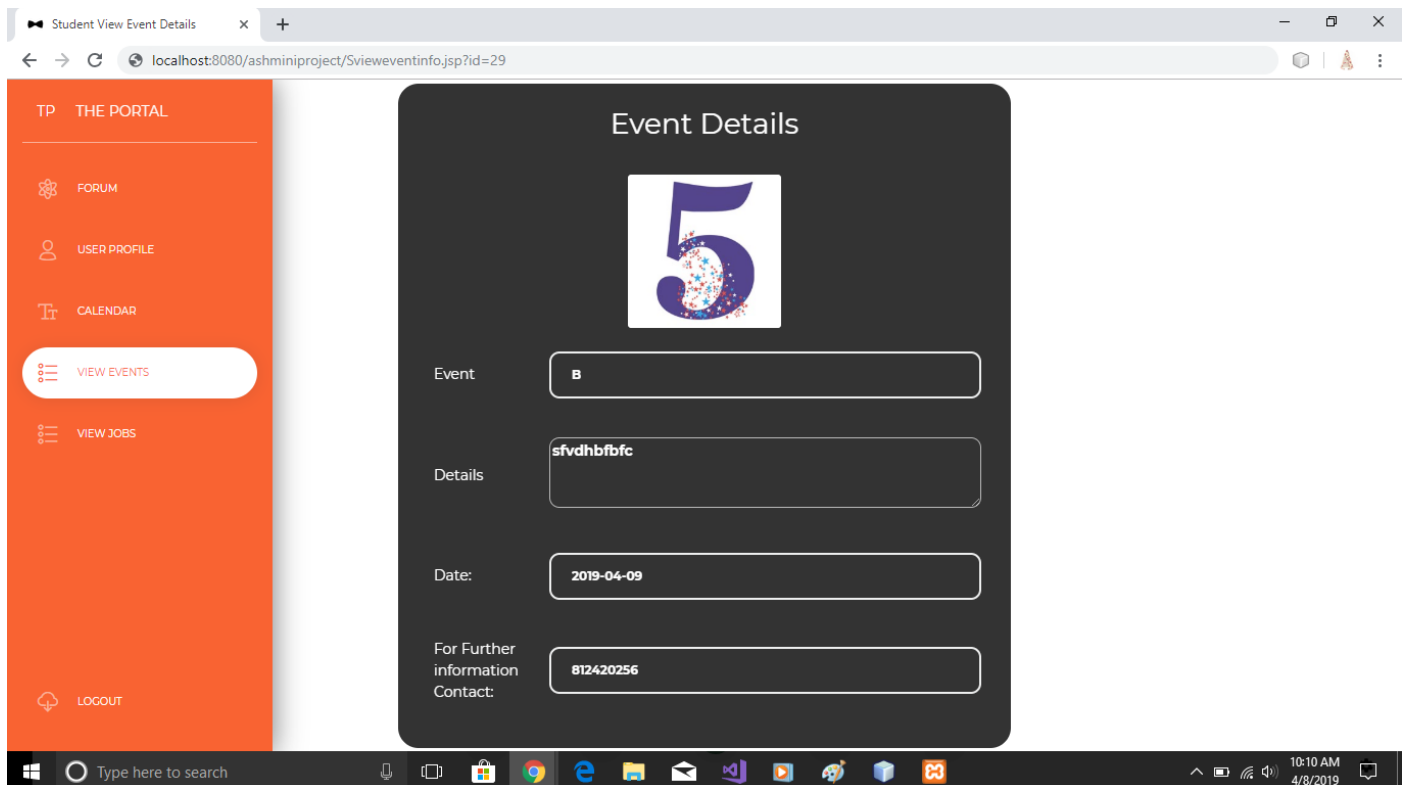 Student View Event Details
localhost:8080/ashminiproject/Svieweventinfo.jsp?id=29
TP THE PORTAL
FORUM
USER PROFILE
CALENDAR
VIEW EVENTS
VIEW JOBS
LOGOUT
Event Details
5
Event B
Details sfvdhbfbfc
Date: 2019-04-09
For Further
information
Contact:
812420256
Type here to search
10:10 AM
4/8/2019